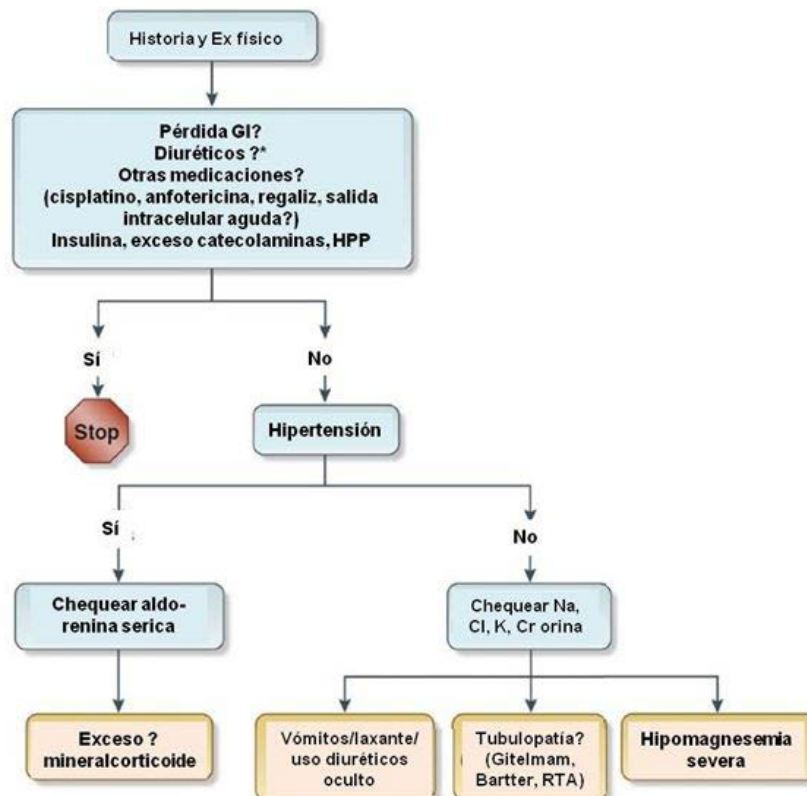 Historia y Ex físico
Pérdida GI?
Diuréticos ?*
Otras medicaciones?
(cisplatino, anfotericina, regaliz, salida
intracelular aguda?)
Insulina, exceso catecolaminas, HPP
Sí
No
Stop
Hipertensión
Sí
No
Chequear aldo-
renina serica
Chequear Na,
Cl, K, Cr orina
Exceso ?
mineralcorticoide
Vómitos/laxante/
uso diuréticos
oculto
Tubulopatía?
(Gitelmam,
Bartter, RTA)
Hipomagnesemia
severa